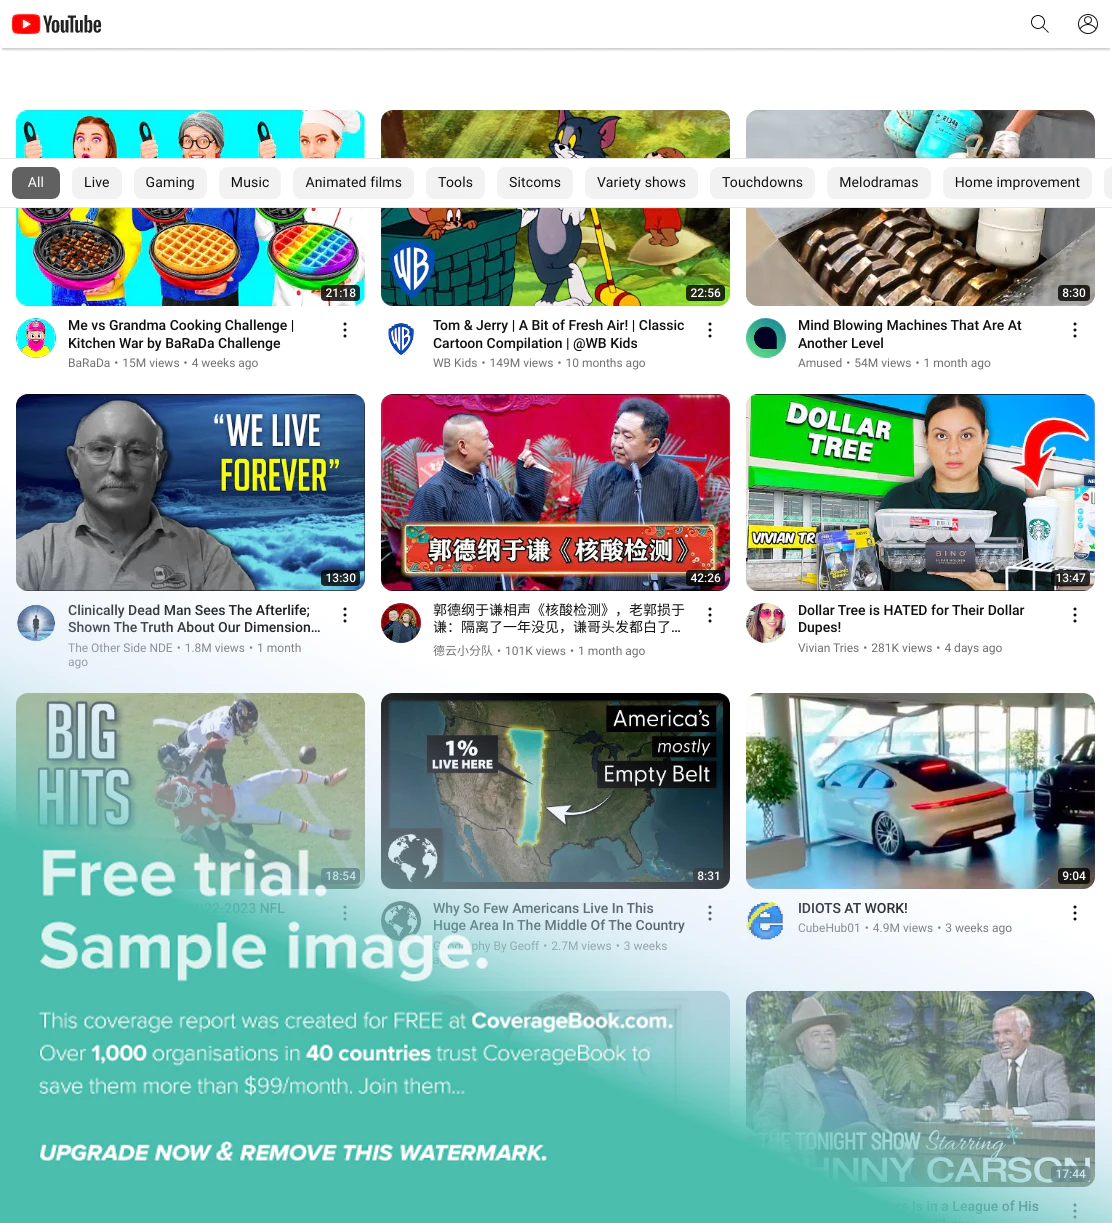 YouTube
R134a
All
Live
Gaming
Music
Animated films
Tools
Sitcoms
Variety shows
Touchdowns
Melodramas
Home improvement
WB
21:18
22:56
8:30
Me vs Grandma Cooking Challenge |
Kitchen War by BaRaDa Challenge
BaRaDa • 15M views • 4 weeks ago
Tom & Jerry | A Bit of Fresh Air! | Classic
Cartoon Compilation | @WB Kids
WB Kids • 149M views • 10 months ago
Mind Blowing Machines That Are At
Another Level
Amused • 54M views • 1 month ago
“WE LIVE
FOREVER”
13:30
郭德纲于谦《核酸检测》
42:26
DOLLAR
TREE
VIVIAN TR
BINO
13:47
Clinically Dead Man Sees The Afterlife;
Shown The Truth About Our Dimension...
The Other Side NDE • 1.8M views • 1 month
ago
郭德纲于谦相声《核酸检测》，老郭损于
谦：隔离了一年没见，谦哥头发都白了...
德云小分队 • 101K views • 1 month ago
Dollar Tree is HATED for Their Dollar
Dupes!
Vivian Tries • 281K views • 4 days ago
BIG
HITS
18:54
America's
mostly
Empty Belt
1%
LIVE HERE
8:31
9:04
2022-2023 NFL
Why So Few Americans Live In This
Huge Area In The Middle Of The Country
Geography By Geoff • 2.7M views • 3 weeks
IDIOTS AT WORK!
CubeHub01 • 4.9M views • 3 weeks ago
Free trial.
Sample image.
This coverage report was created for FREE at CoverageBook.com.
Over 1,000 organisations in 40 countries trust CoverageBook to
save them more than $99/month. Join them...
UPGRADE NOW & REMOVE THIS WATERMARK.
THE TONIGHT SHOW Starring
HNNY CARSON
17:44
Is in a League of His